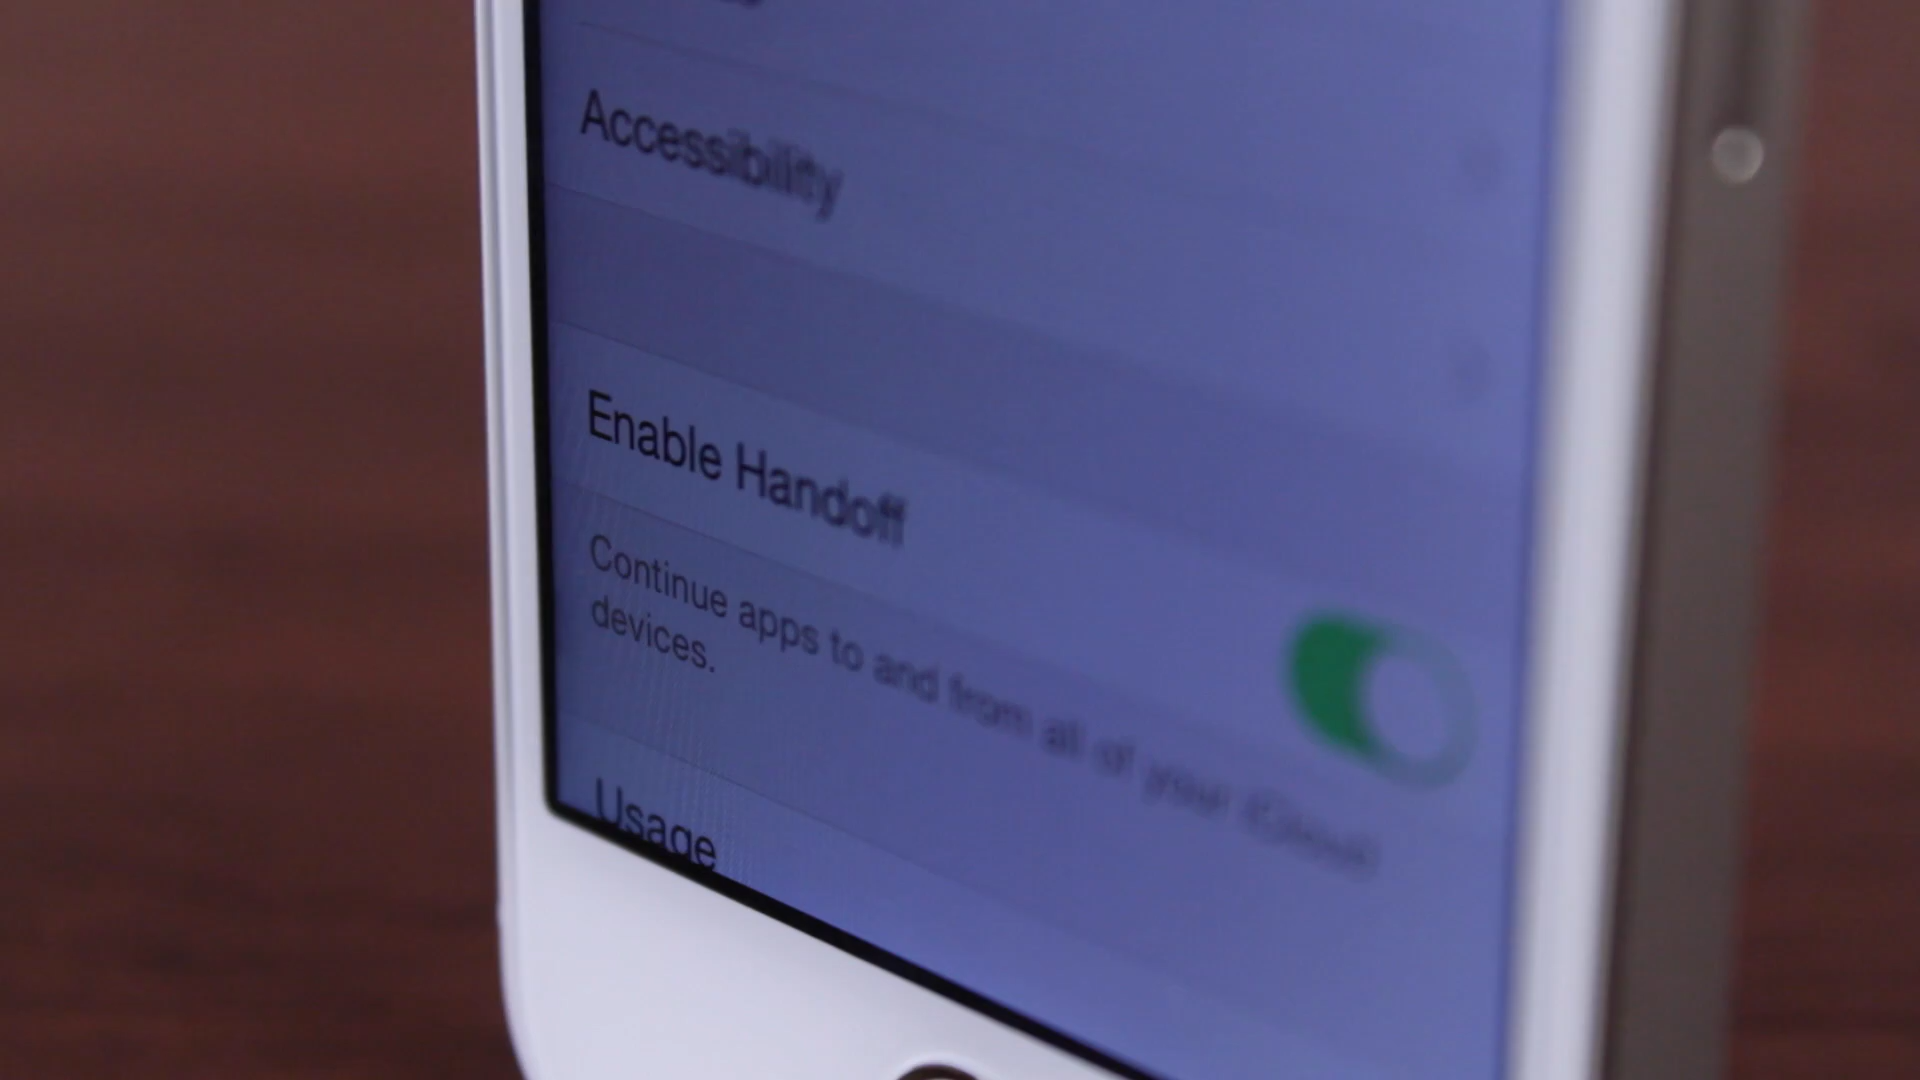 Accessibility
Enable Handoff
Continue apps to and from all of your iCloud
devices.
Usage